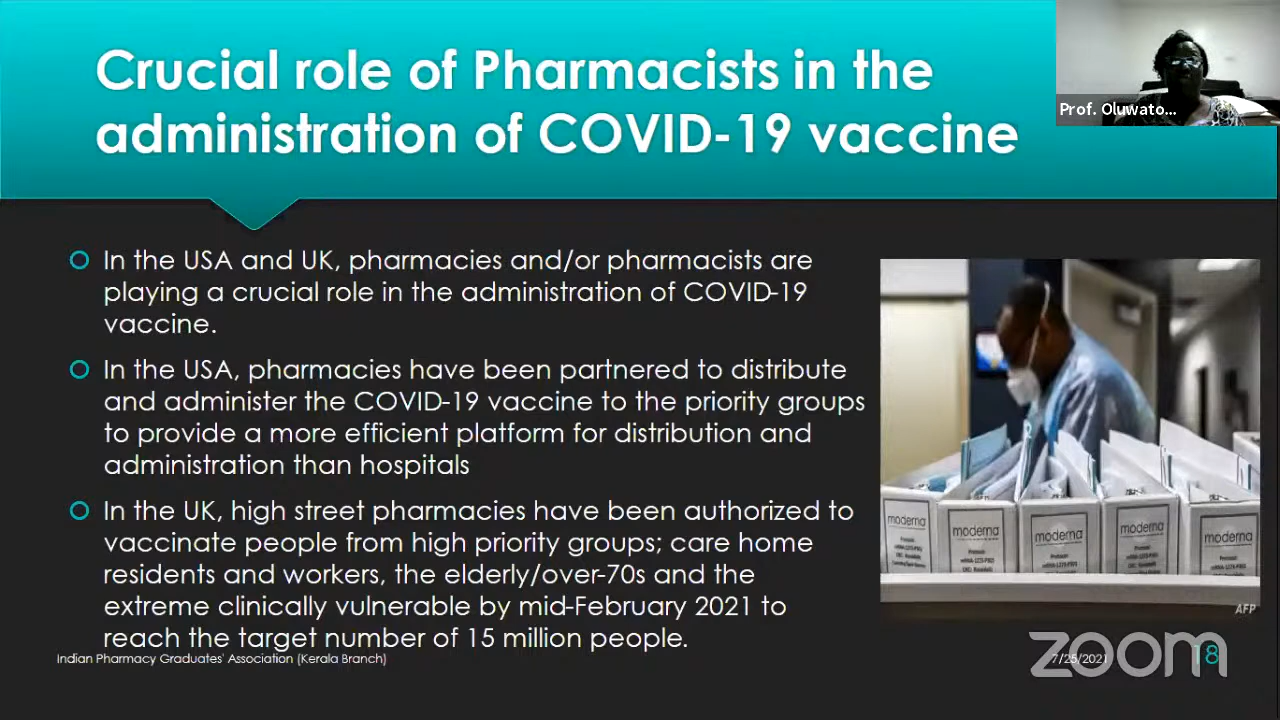 Crucial role of Pharmacists in the
administration of COVID-19 vaccine
Prof. Oluwato...
In the USA and UK, pharmacies and/or pharmacists are
playing a crucial role in the administration of COVID-19
vaccine.
In the USA, pharmacies have been partnered to distribute
and administer the COVID-19 vaccine to the priority groups
to provide a more efficient platform for distribution and
administration than hospitals
In the UK, high street pharmacies have been authorized to
vaccinate people from high priority groups; care home
residents and workers, the elderly/over-70s and the
extreme clinically vulnerable by mid-February 2021 to
reach the target number of 15 million people.
moderna
moderna
moderna
moderna
moderna
AFP
Indian Pharmacy Graduates' Association (Kerala Branch)
7/25/2021
18
zoom